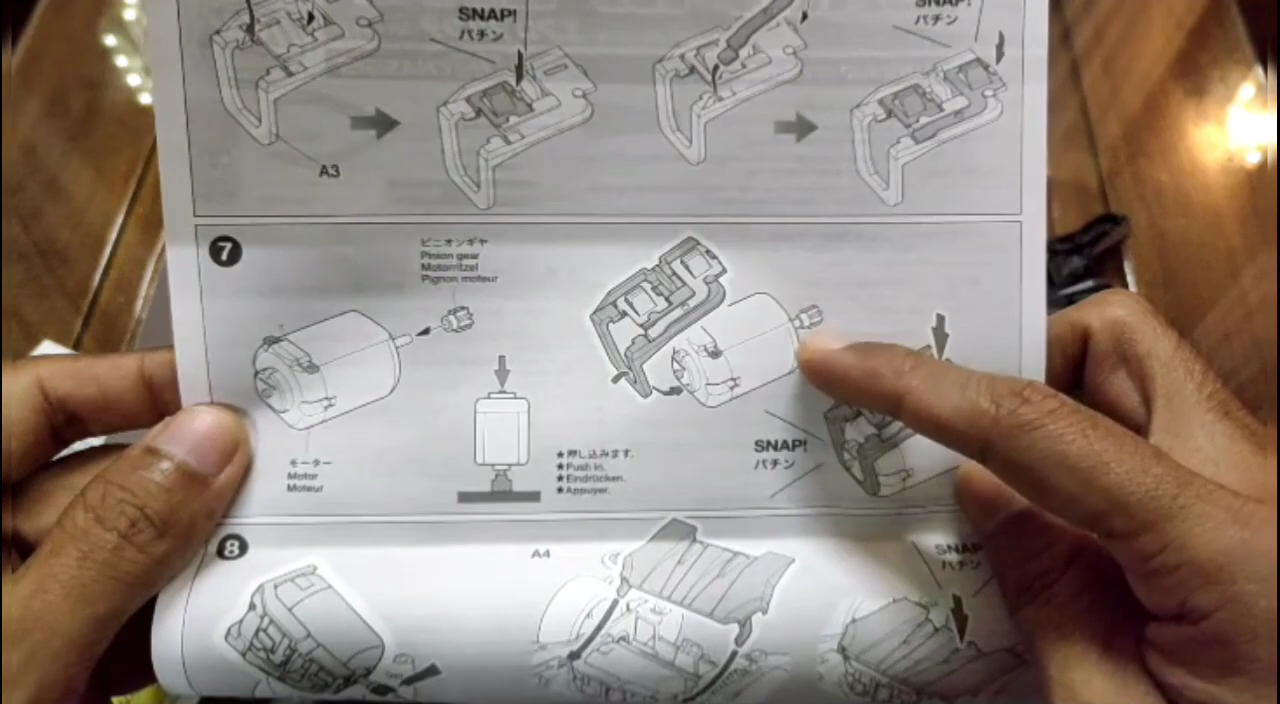 SNAP!
パチン
SNAP!
パチン
A3
7
ピニオンギヤ
Pinion gear
Motorritzel
Pignon moteur
モーター
Motor
Moteur
★押し込みます.
★Push in.
★Eindrücken.
★Appuyer.
SNAP!
パチン
8
A4
SNAP
パチン